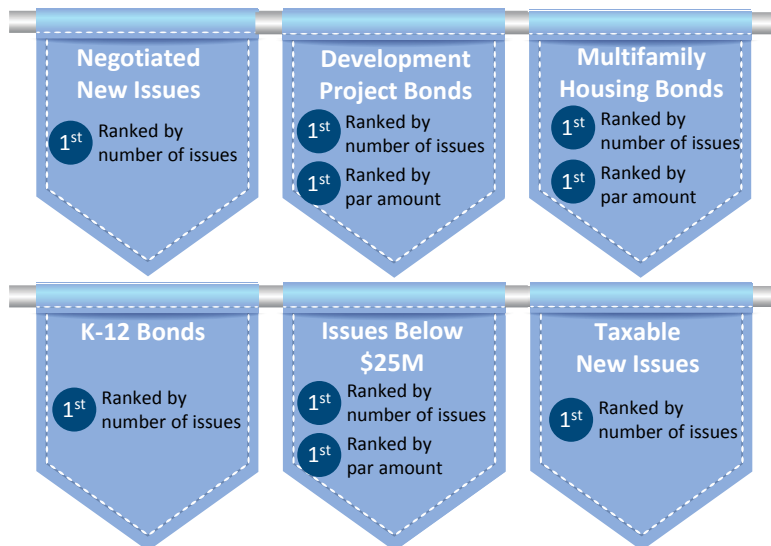 Negotiated
New Issues
1st
Ranked by
number of issues
Development
Project Bonds
1st
Ranked by
number of issues
1st
Ranked by
par amount
Multifamily
Housing Bonds
1st
Ranked by
number of issues
1st
Ranked by
par amount
K-12 Bonds
1st
Ranked by
number of issues
Issues Below
$25M
1st
Ranked by
number of issues
1st
Ranked by
par amount
Taxable
New Issues
1st
Ranked by
number of issues